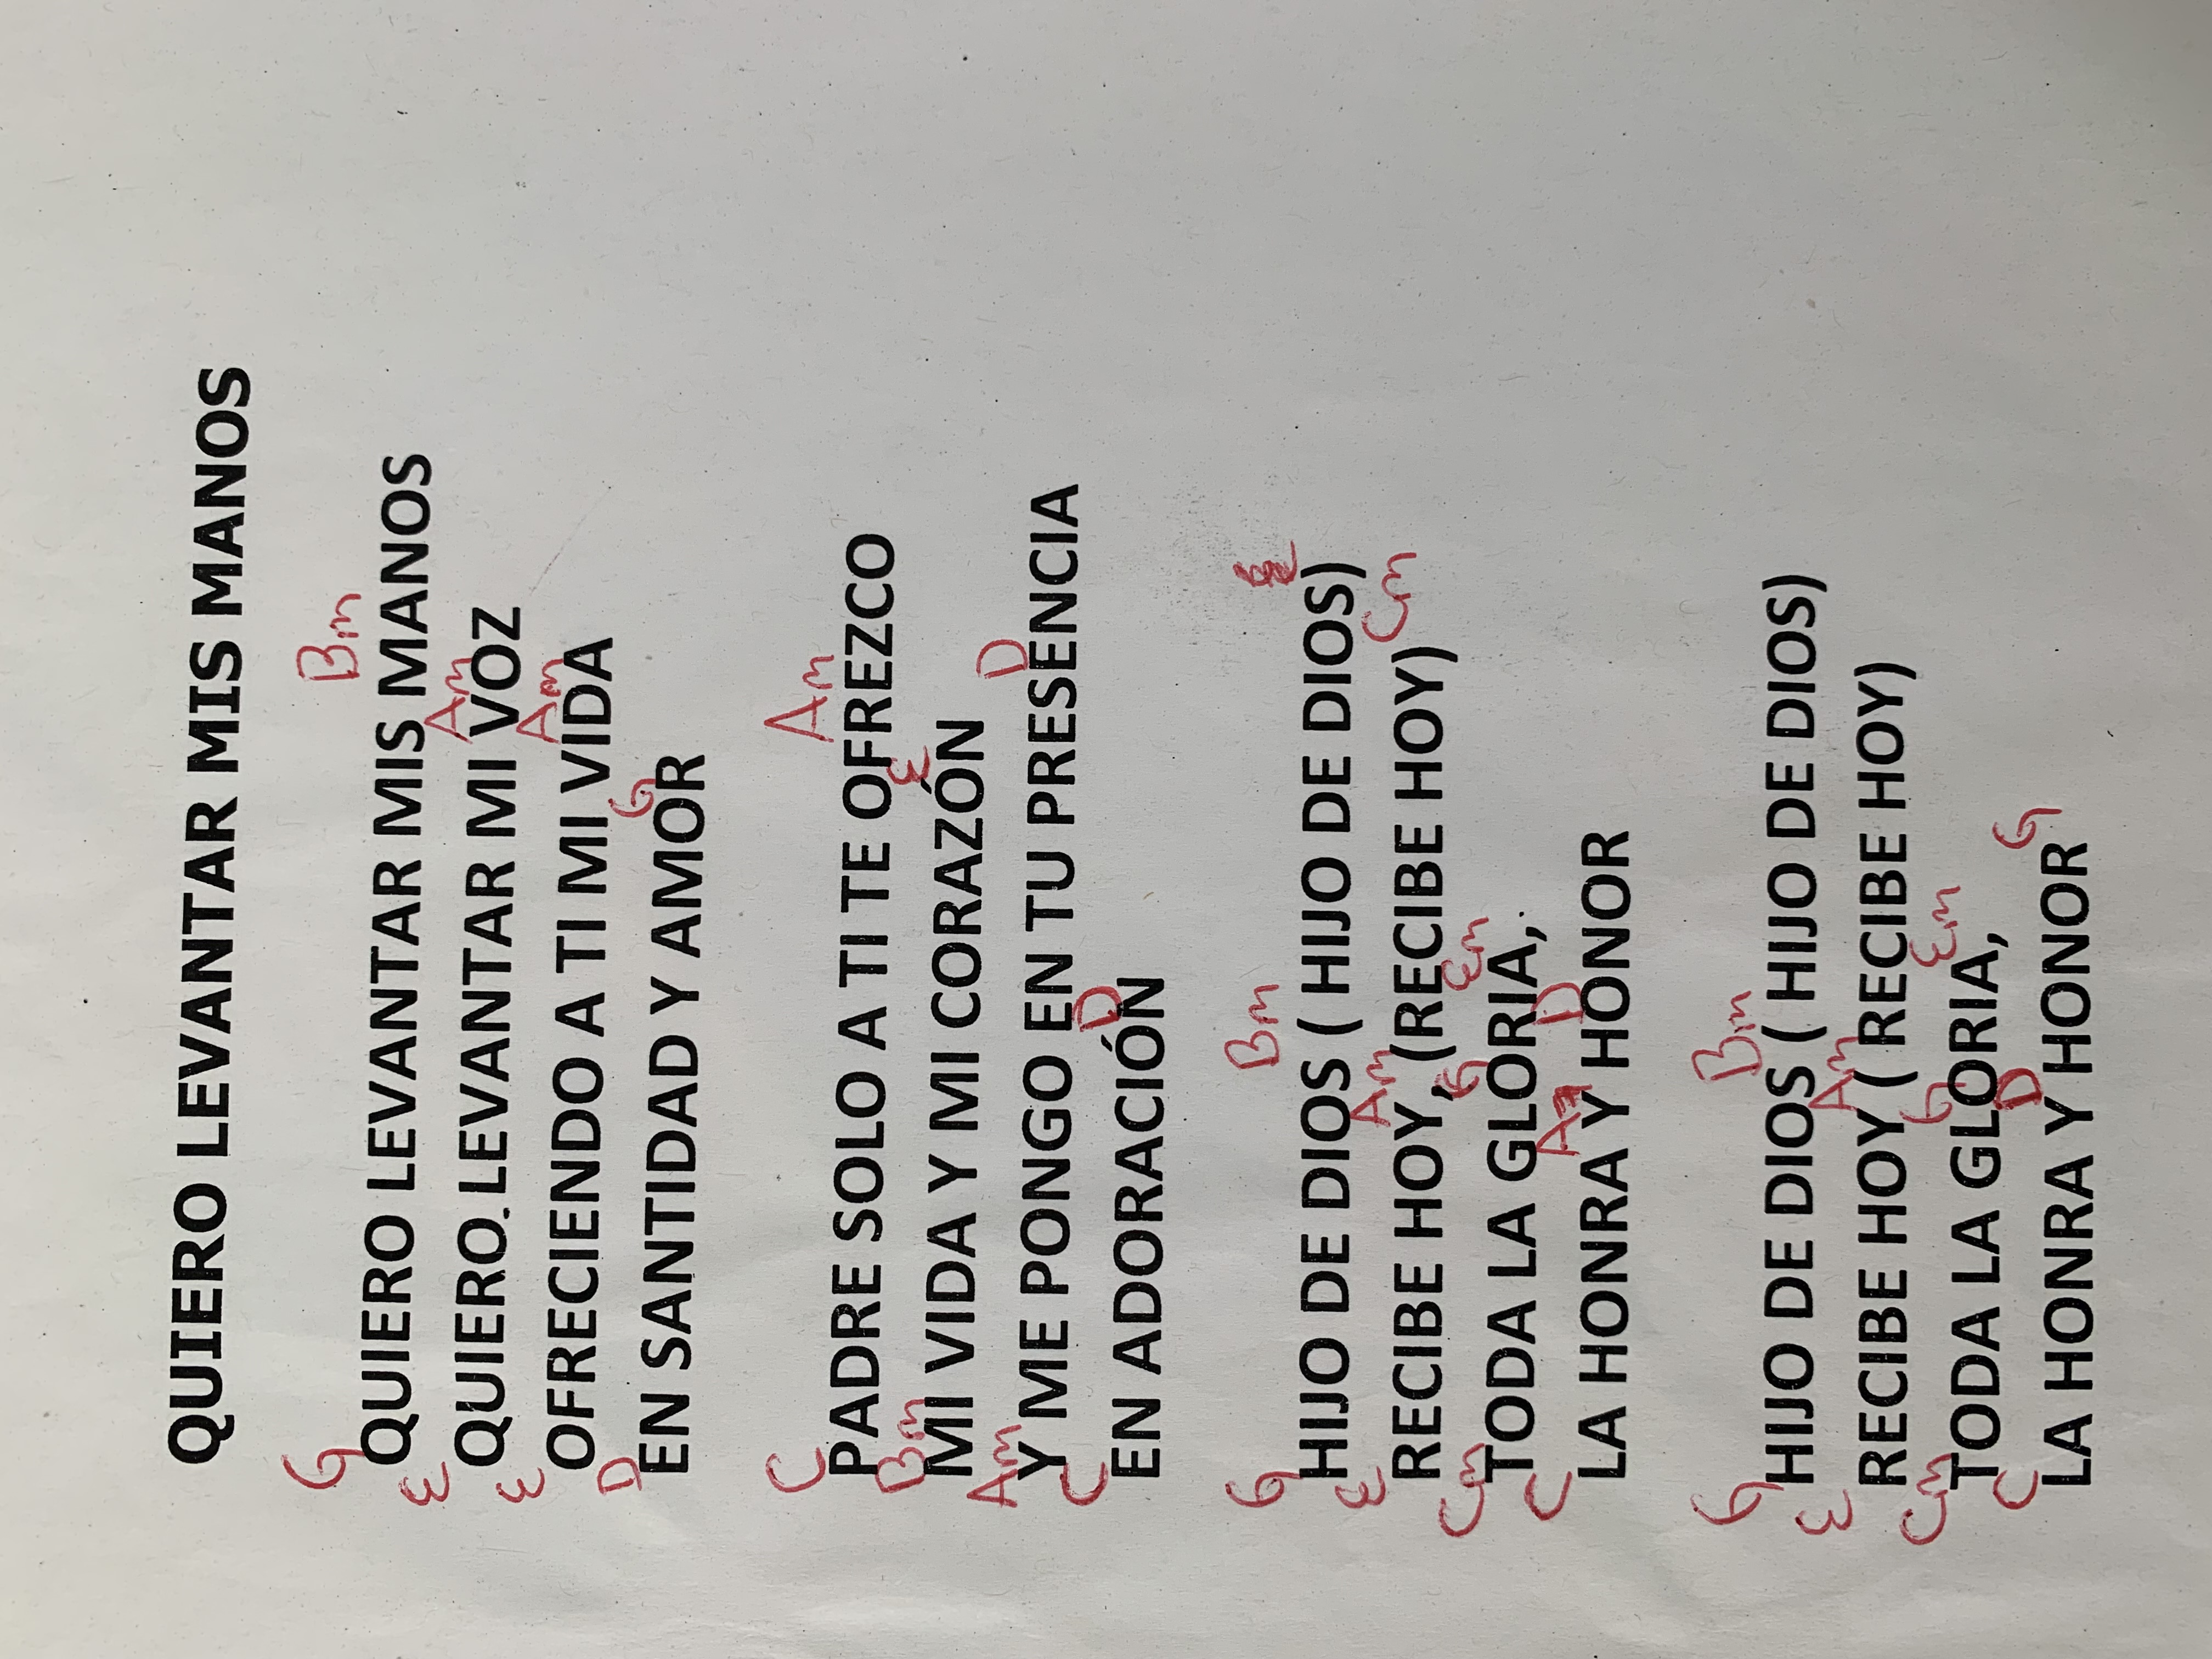 QUIERO LEVANTAR MIS MANOS
G Bm
QUIERO LEVANTAR MIS MANOS
E Am
QUIERO LEVANTAR MI VOZ
E Am
OFRECIENDO A TI MI VIDA
D G
EN SANTIDAD Y AMOR
C Am
PADRE SOLO A TI TE OFREZCO
Bm E
MI VIDA Y MI CORAZÓN
Am D
Y ME PONGO EN TU PRESENCIA
C D
EN ADORACIÓN
G Bm
HIJO DE DIOS ( HIJO DE DIOS)
E Am Cm
RECIBE HOY, (RECIBE HOY)
Cm G Em
TODA LA GLORIA,
C D
LA HONRA Y HONOR
G Bm
HIJO DE DIOS ( HIJO DE DIOS)
E Am
RECIBE HOY ( RECIBE HOY)
Cm G Em
TODA LA GLORIA,
C D G
LA HONRA Y HONOR